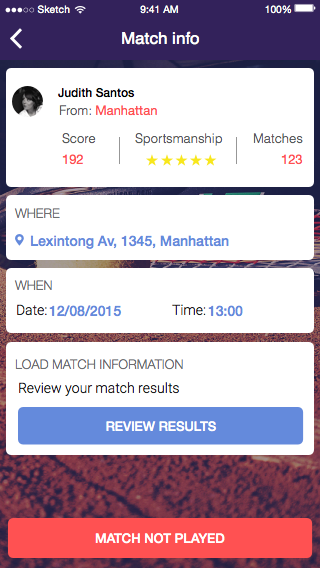 Sketch 9:41 AM 100%
Match info
Judith Santos
From: Manhattan
Score Sportsmanship Matches
192 ★★★★★ 123
WHERE
Lexintong Av, 1345, Manhattan
WHEN
Date: 12/08/2015 Time: 13:00
LOAD MATCH INFORMATION
Review your match results
REVIEW RESULTS
MATCH NOT PLAYED